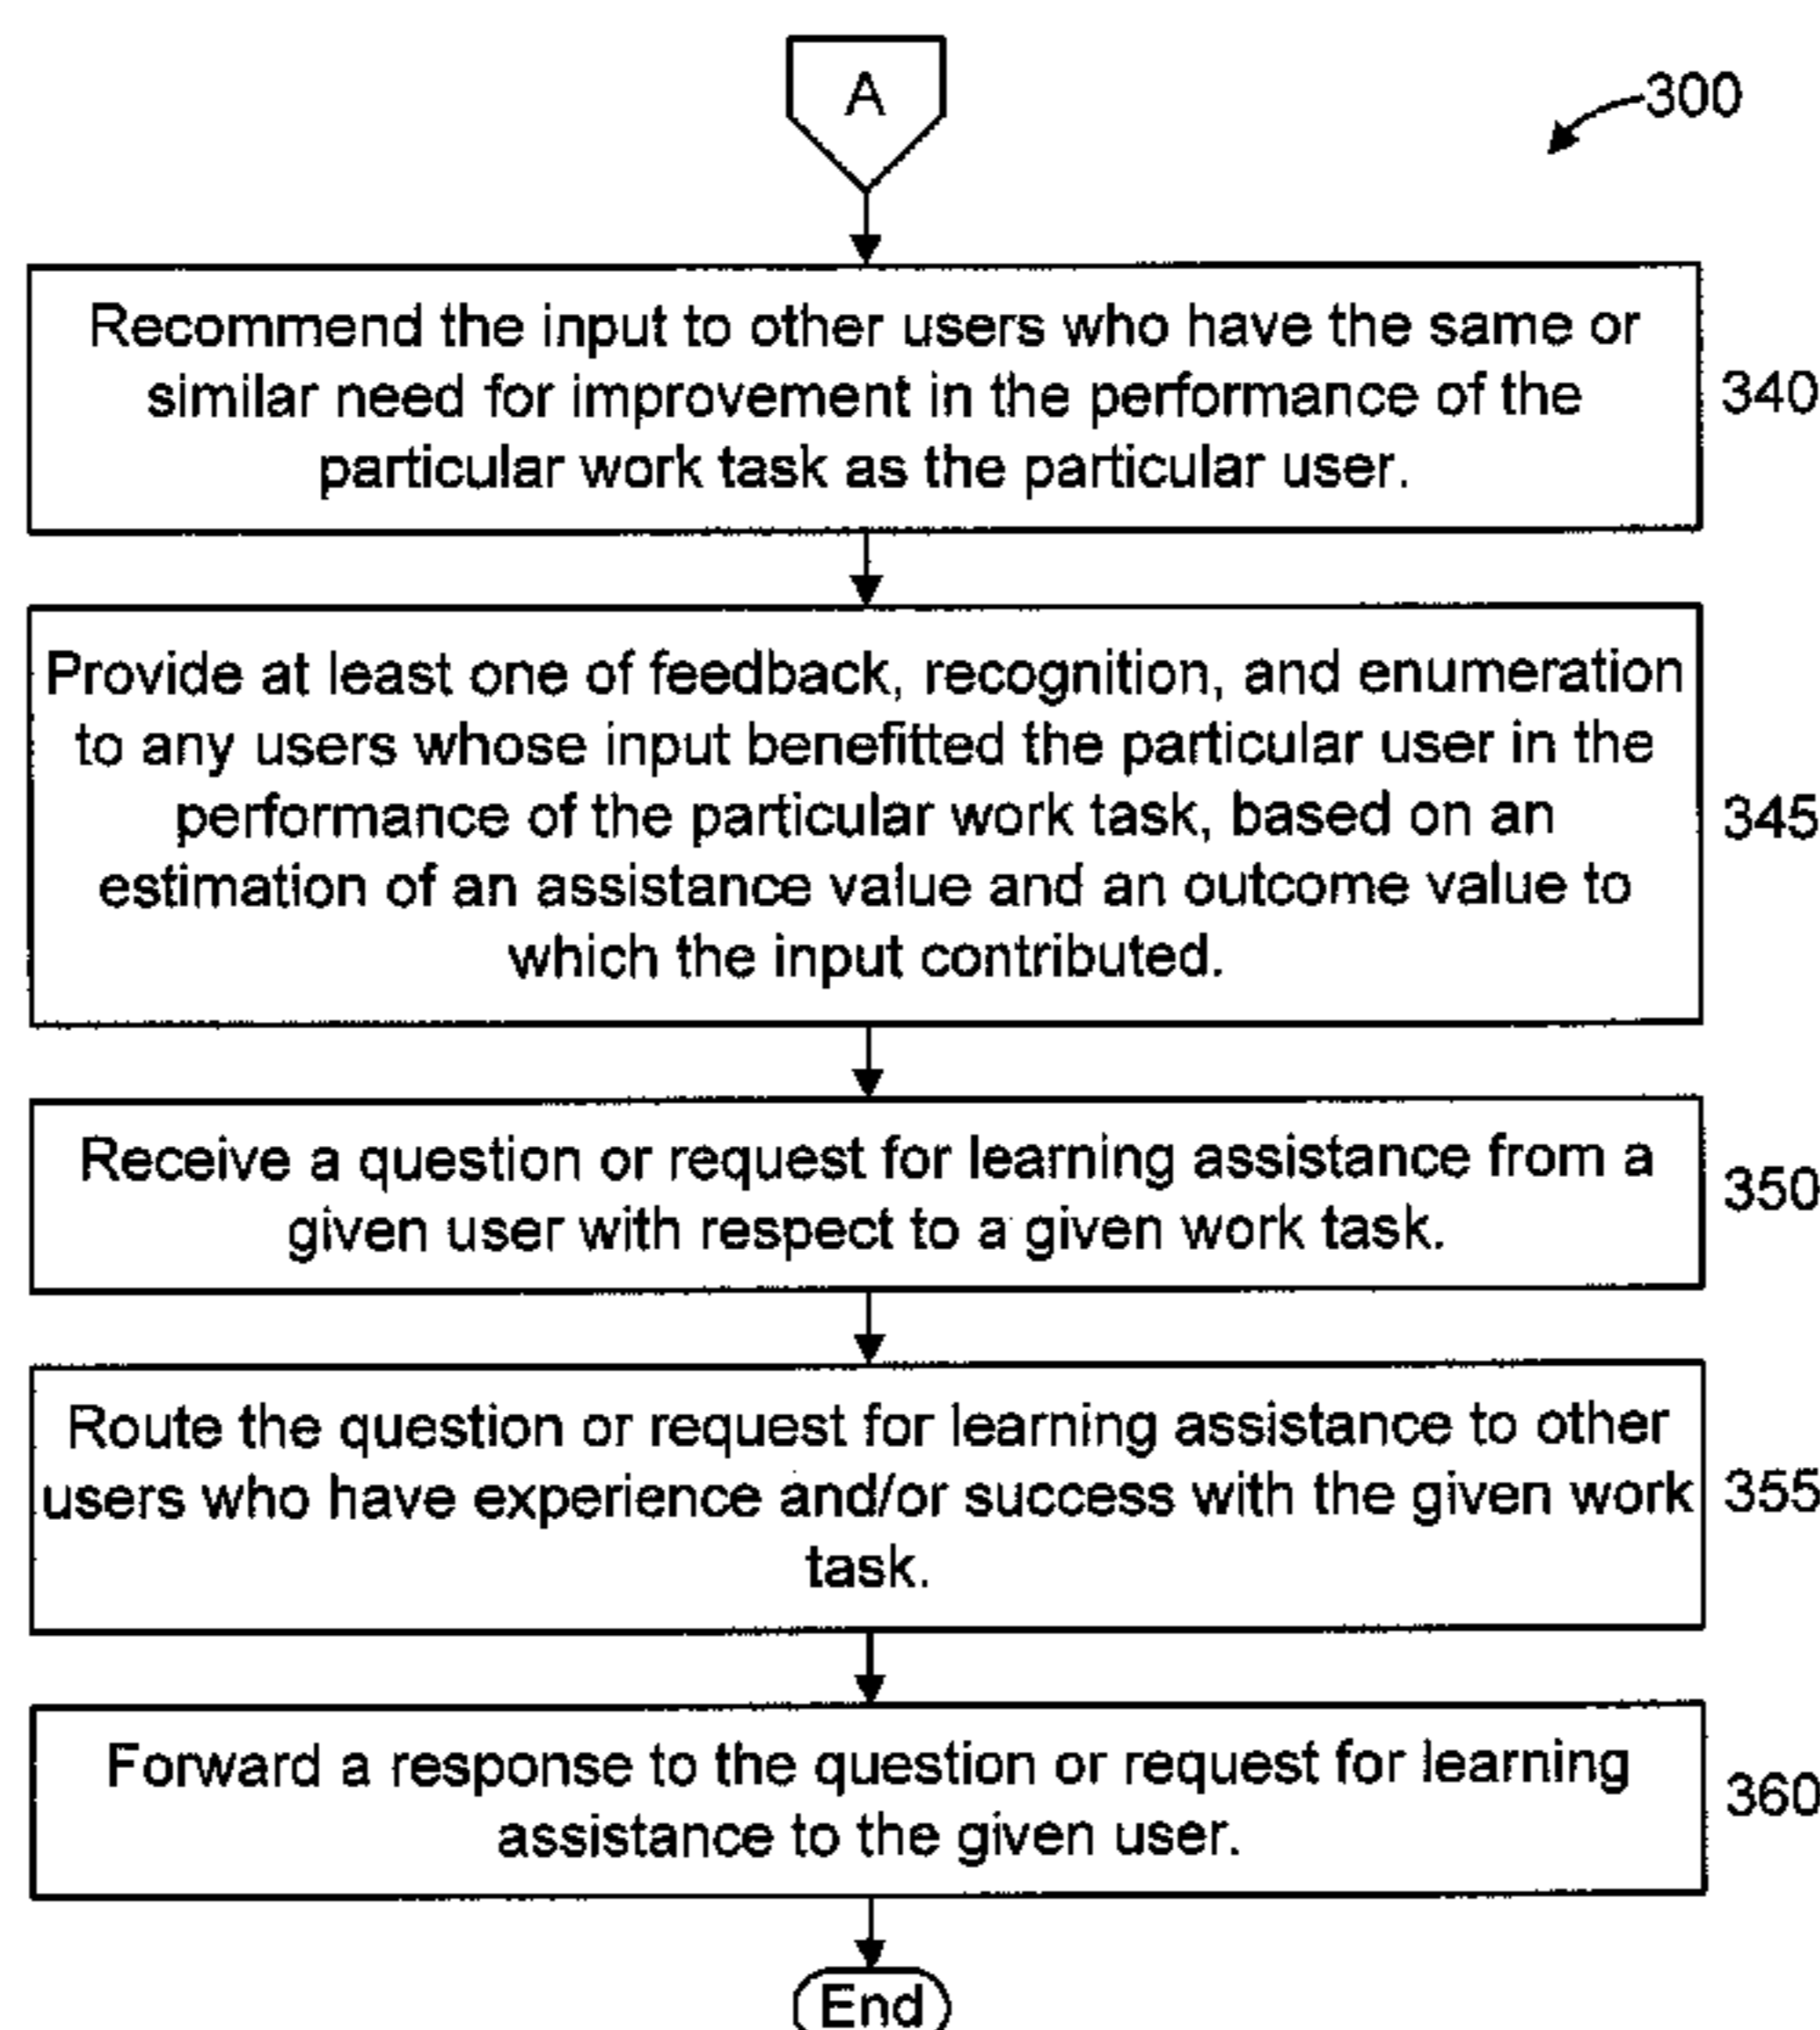 A
300
Recommend the input to other users who have the same or
similar need for improvement in the performance of the
particular work task as the particular user.
340
Provide at least one of feedback, recognition, and enumeration
to any users whose input benefitted the particular user in the
performance of the particular work task, based on an
estimation of an assistance value and an outcome value to
which the input contributed.
345
Receive a question or request for learning assistance from a
given user with respect to a given work task.
350
Route the question or request for learning assistance to other
users who have experience and/or success with the given work
task.
355
Forward a response to the question or request for learning
assistance to the given user.
360
End